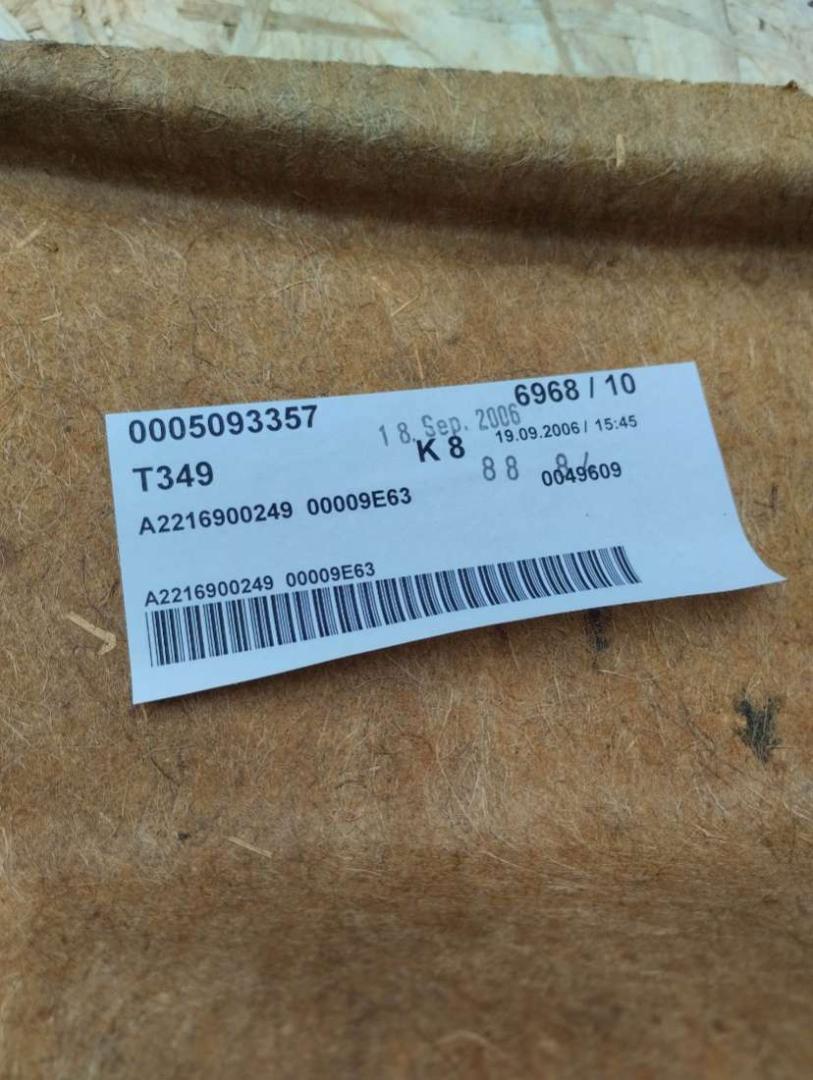 0005093357
6968 / 10
18. Sep. 2006
19.09.2006 / 15:45
T349
K 8
88
0049609
A2216900249 00009E63
A2216900249 00009E63